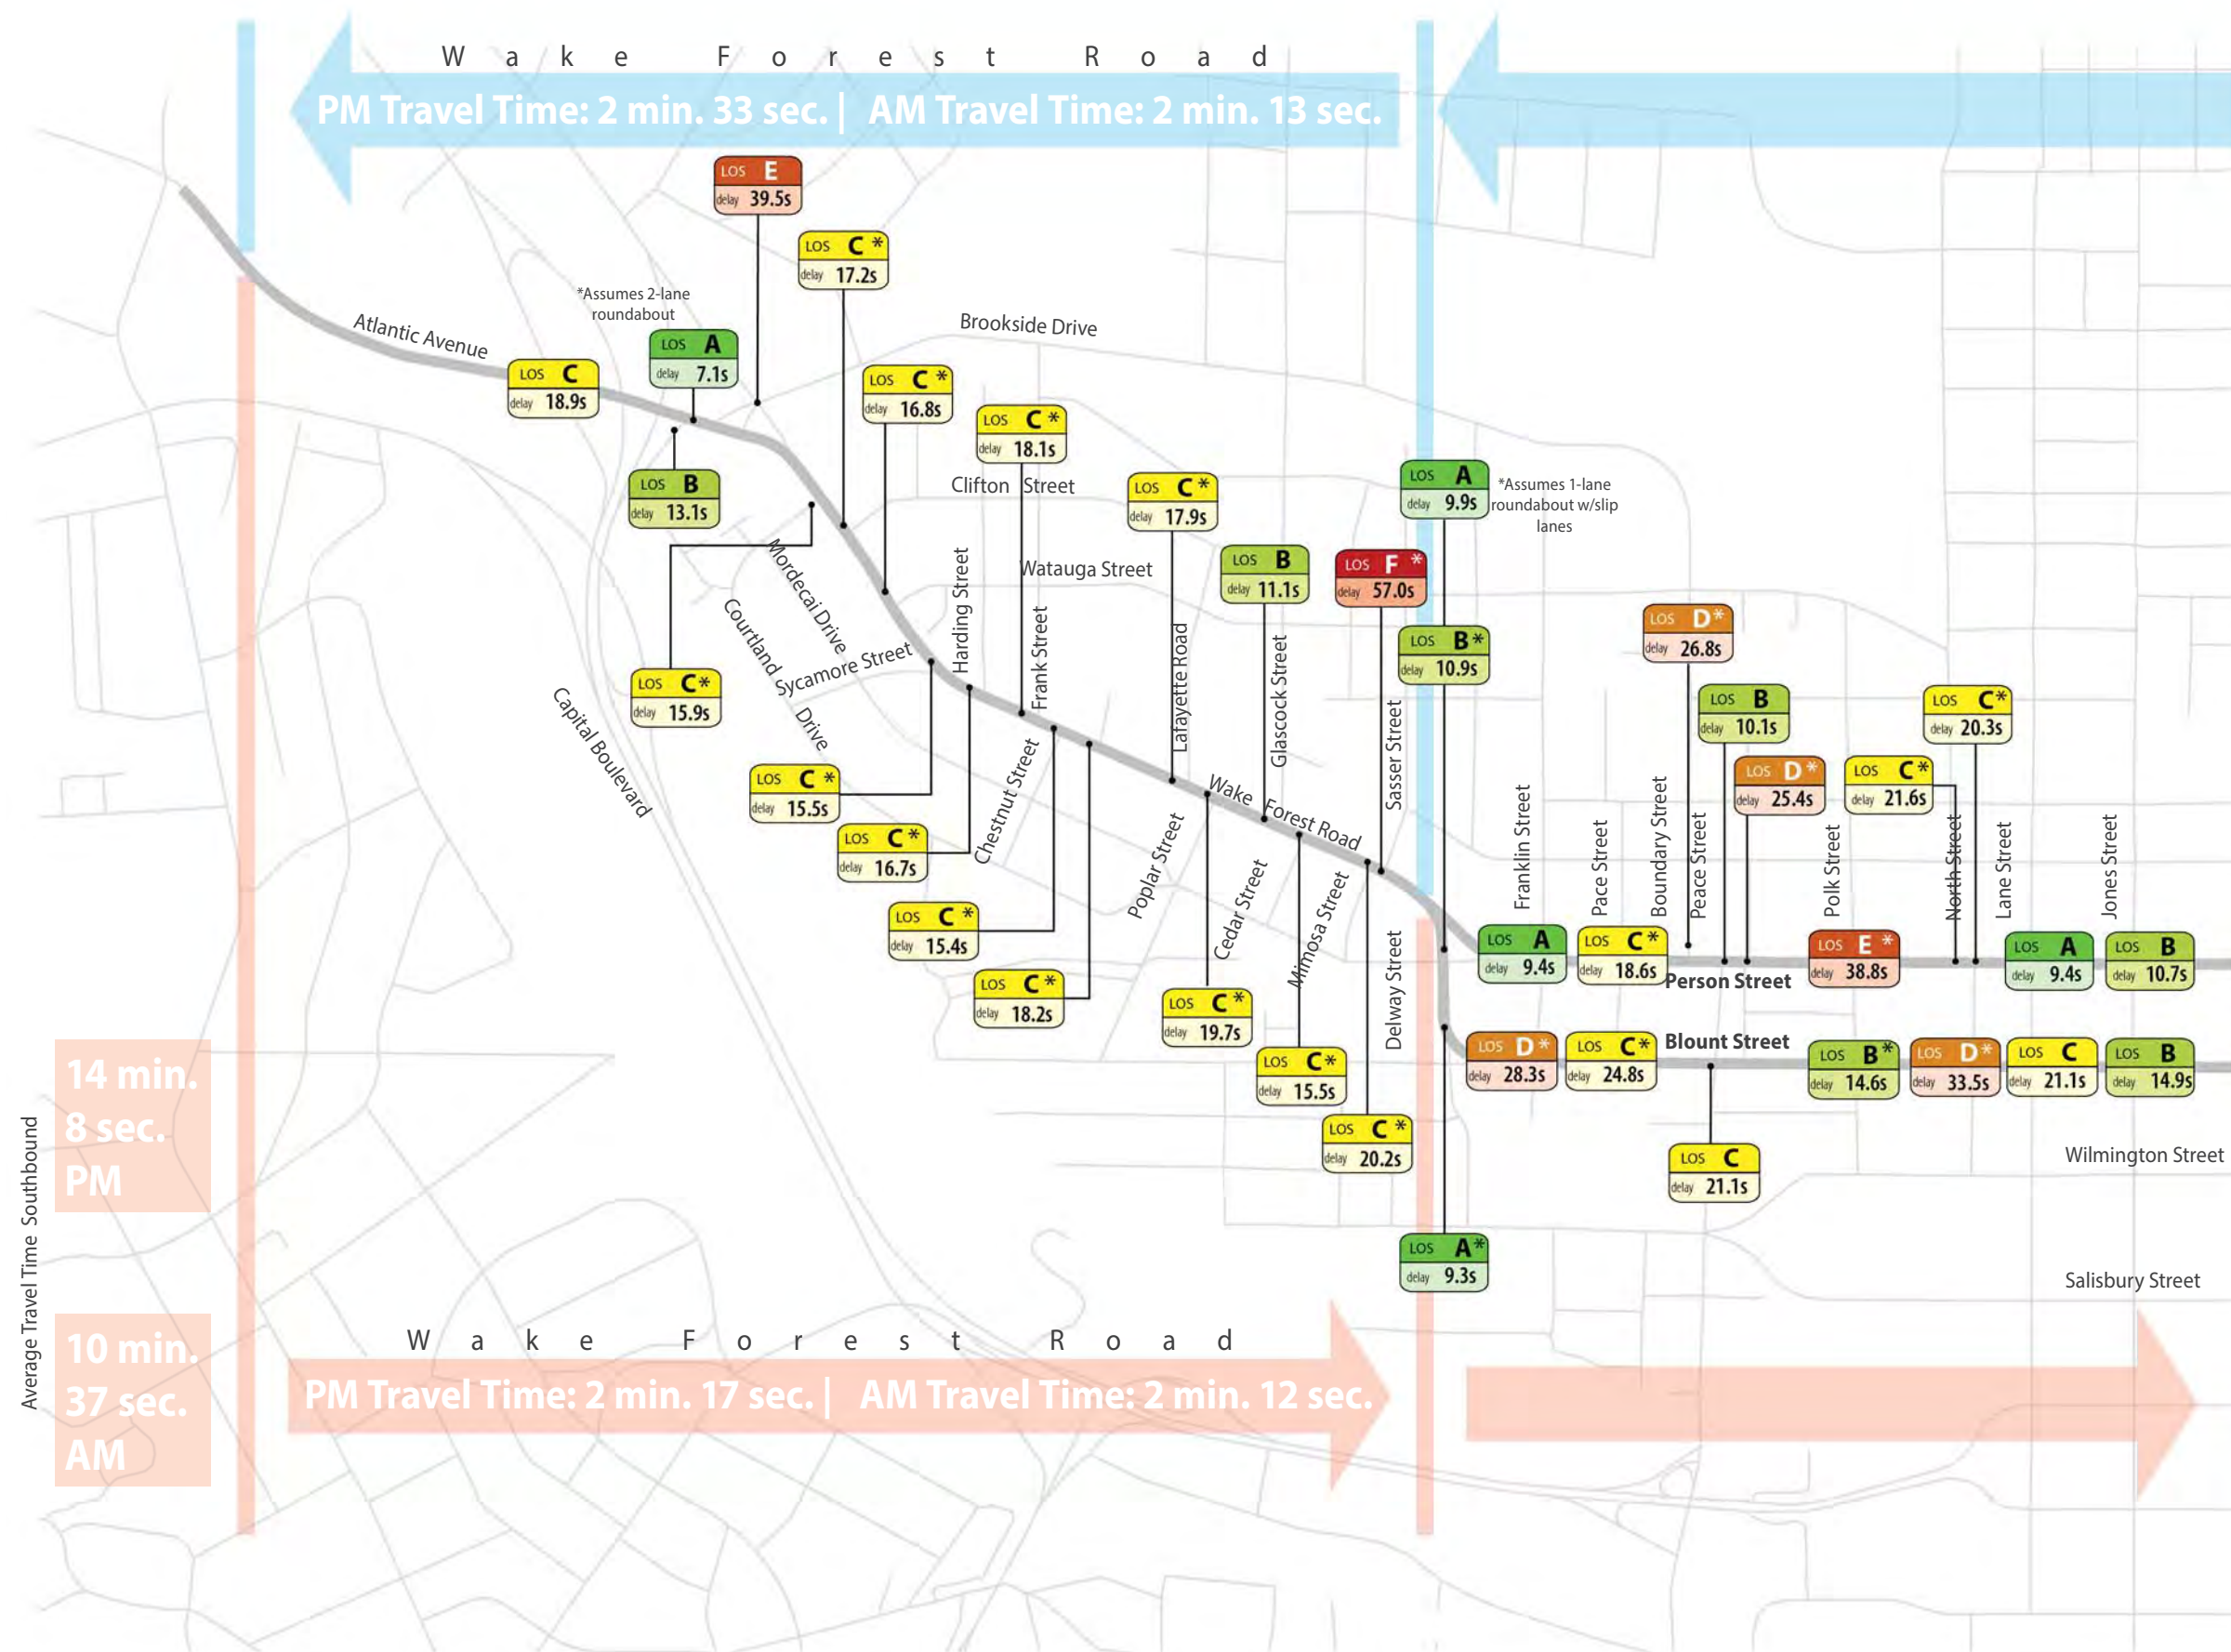 Wake Forest Road
PM Travel Time: 2 min. 33 sec. | AM Travel Time: 2 min. 13 sec.
LOS E
delay 39.5s
LOS C *
delay 17.2s
*Assumes 2-lane
roundabout
Brookside Drive
Atlantic Avenue
LOS A
delay 7.1s
LOS C
delay 18.9s
LOS C *
delay 16.8s
LOS C *
delay 18.1s
LOS B
delay 13.1s
Clifton Street
LOS C *
delay 17.9s
LOS A
delay 9.9s
*Assumes 1-lane
roundabout w/slip
lanes
LOS B
delay 11.1s
LOS F *
delay 57.0s
Watauga Street
Mordecai Drive
Courtland Drive
Sycamore Street
Harding Street
Frank Street
Lafayette Road
Glascock Street
Sasser Street
LOS B *
delay 10.9s
LOS D *
delay 26.8s
LOS C *
delay 15.9s
Capital Boulevard
LOS B
delay 10.1s
LOS C *
delay 20.3s
LOS C *
delay 15.5s
LOS D *
delay 25.4s
LOS C *
delay 21.6s
Chestnut Street
Wake Forest Road
LOS C *
delay 16.7s
Poplar Street
Cedar Street
Mimosa Street
Delway Street
Franklin Street
Pace Street
Boundary Street
Peace Street
Polk Street
North Street
Lane Street
Jones Street
LOS C *
delay 15.4s
LOS A
delay 9.4s
LOS C *
delay 18.6s
Person Street
LOS E *
delay 38.8s
LOS A
delay 9.4s
LOS B
delay 10.7s
LOS C *
delay 18.2s
LOS C *
delay 19.7s
LOS D *
delay 28.3s
LOS C *
delay 24.8s
Blount Street
LOS B *
delay 14.6s
LOS D *
delay 33.5s
LOS C
delay 21.1s
LOS B
delay 14.9s
LOS C *
delay 15.5s
LOS C *
delay 20.2s
LOS C
delay 21.1s
Wilmington Street
LOS A *
delay 9.3s
Salisbury Street
Average Travel Time Southbound
14 min.
8 sec.
PM
10 min.
37 sec.
AM
Wake Forest Road
PM Travel Time: 2 min. 17 sec. | AM Travel Time: 2 min. 12 sec.